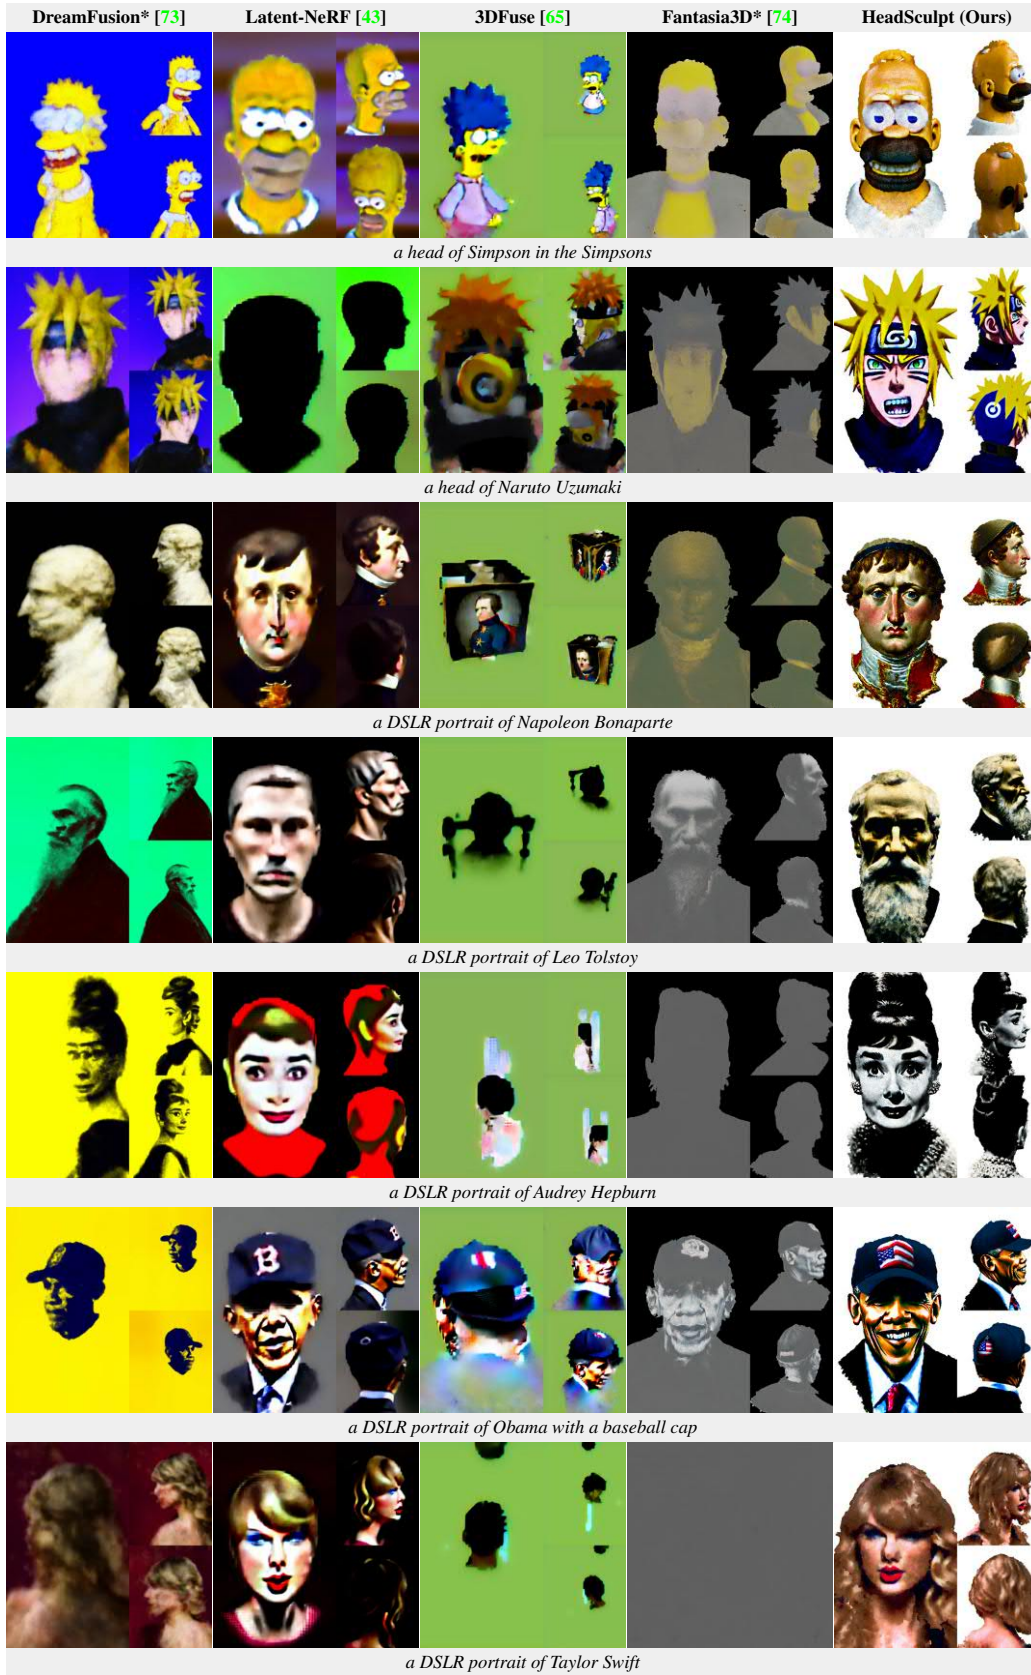 DreamFusion* [73] Latent-NeRF [43] 3DFuse [65] Fantasia3D* [74] HeadSculpt (Ours)
a head of Simpson in the Simpsons
a head of Naruto Uzumaki
a DSLR portrait of Napoleon Bonaparte
a DSLR portrait of Leo Tolstoy
a DSLR portrait of Audrey Hepburn
B
B
a DSLR portrait of Obama with a baseball cap
a DSLR portrait of Taylor Swift